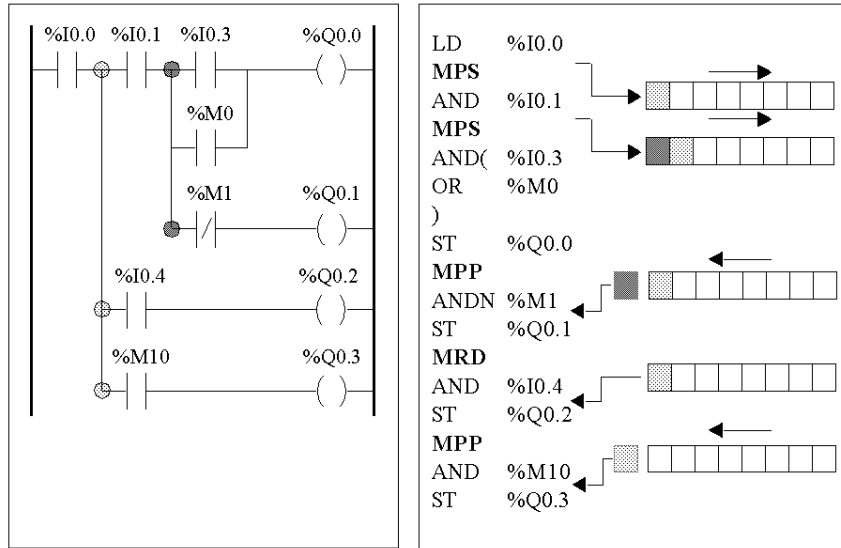 %I0.0 %I0.1 %I0.3 %Q0.0
%M0
%M1 %Q0.1
%I0.4 %Q0.2
%M10 %Q0.3
LD %I0.0
MPS
AND %I0.1
MPS
AND( %I0.3
OR %M0
)
ST %Q0.0
MPP
ANDN %M1
ST %Q0.1
MRD
AND %I0.4
ST %Q0.2
MPP
AND %M10
ST %Q0.3